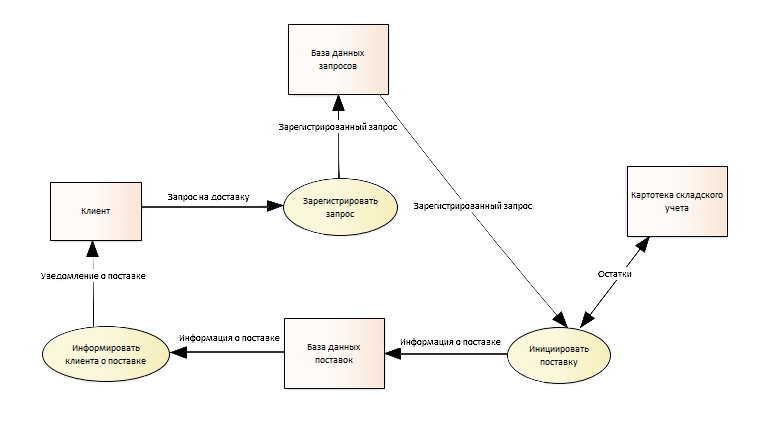 База данных
запросов
Зарегистрированный запрос
Картотека складского
учета
Запрос на доставку
Клиент
Зарегистрировать
запрос
Зарегистрированный запрос
Уведомление о поставке
Остатки
Информация о поставке
Информация о поставке
Информировать
клиента о поставке
База данных
поставок
Инициировать
поставку